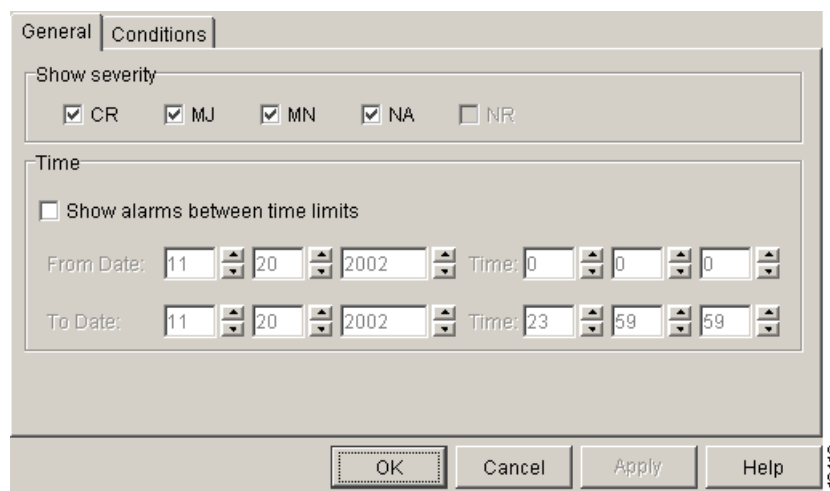 General Conditions
Show severity
CR MJ MN NA NR
Time
Show alarms between time limits
From Date: 11 20 2002 Time: 0 0 0
To Date: 11 20 2002 Time: 23 59 59
OK Cancel Apply Help